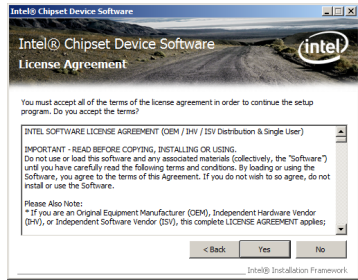 Intel® Chipset Device Software
Intel® Chipset Device Software
License Agreement
intel
You must accept all of the terms of the license agreement in order to continue the setup
program. Do you accept the terms?
INTEL SOFTWARE LICENSE AGREEMENT (OEM / IHV / ISV Distribution & Single User)
IMPORTANT - READ BEFORE COPYING, INSTALLING OR USING.
Do not use or load this software and any associated materials (collectively, the "Software")
until you have carefully read the following terms and conditions. By loading or using the
Software, you agree to the terms of this Agreement. If you do not wish to so agree, do not
install or use the Software.
Please Also Note:
* If you are an Original Equipment Manufacturer (OEM), Independent Hardware Vendor
(IHV), or Independent Software Vendor (ISV), this complete LICENSE AGREEMENT applies;
< Back Yes No
Intel® Installation Framework